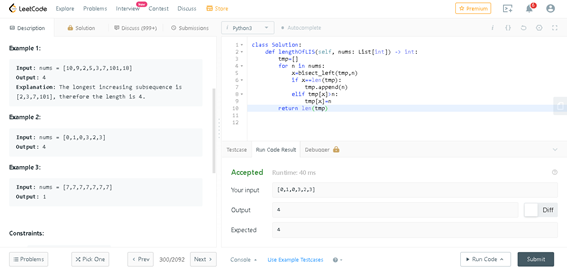 LeetCode Explore Problems Interview New Contest Discuss Store Premium
Description Solution Discuss (999+) Submissions
Python3 Autocomplete
Example 1:
Input: nums = [10,9,2,5,3,7,101,18]
Output: 4
Explanation: The longest increasing subsequence is
[2,3,7,101], therefore the length is 4.
Example 2:
Input: nums = [0,1,0,3,2,3]
Output: 4
Example 3:
Input: nums = [7,7,7,7,7,7,7]
Output: 1
Constraints:
1 class Solution:
2 def lengthOfLIS(self, nums: List[int]) -> int:
3 tmp=[]
4 for n in nums:
5 x=bisect_left(tmp,n)
6 if x==len(tmp):
7 tmp.append(n)
8 elif tmp[x]>n:
9 tmp[x]=n
10 return len(tmp)
11
12
Testcase Run Code Result Debugger
Accepted Runtime: 40 ms
Your input [0,1,0,3,2,3]
Output 4 Diff
Expected 4
Problems Pick One Prev 300/2092 Next
Console Use Example Testcases Run Code Submit